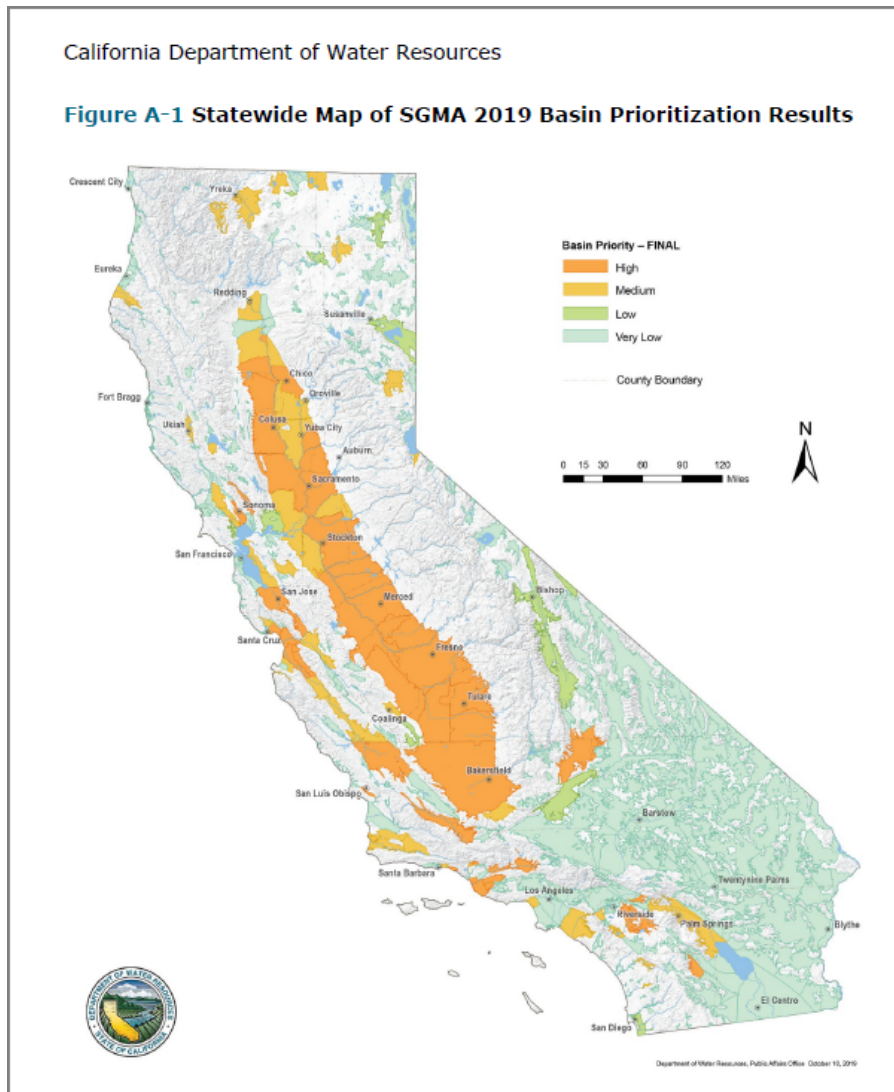 California Department of Water Resources
Figure A-1 Statewide Map of SGMA 2019 Basin Prioritization Results
Crescent City
Yreka
Eureka
Redding
Susanville
Basin Priority – FINAL
High
Medium
Low
Very Low
County Boundary
Chico
Oroville
Fort Bragg
Ukiah
Colusa
Yuba City
Auburn
N
0 15 30 60 90 120
Miles
Sacramento
Sonoma
Stockton
San Francisco
San Jose
Merced
Bishop
Santa Cruz
Fresno
Tulare
Coalinga
Bakersfield
San Luis Obispo
Barstow
Santa Barbara
Los Angeles
Twentynine Palms
Riverside
Palm Springs
Blythe
El Centro
San Diego
DEPARTMENT OF WATER RESOURCES
STATE OF CALIFORNIA
Department of Water Resources, Public Affairs Office October 10, 2019